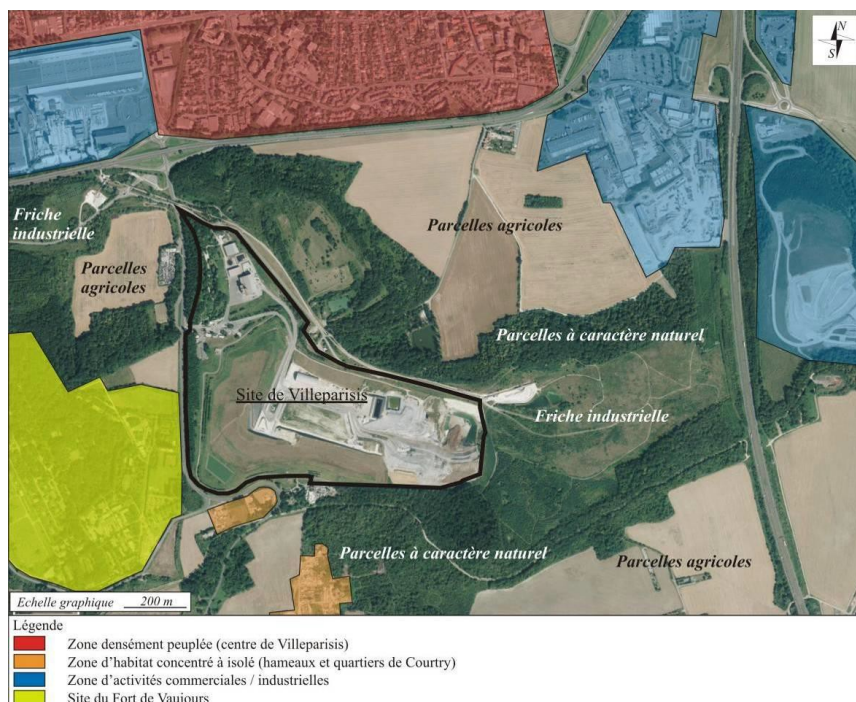 N
S
Friche
industrielle
Parcelles
agricoles
Parcelles agricoles
Parcelles à caractère naturel
Site de Villeparisis
Friche industrielle
Parcelles à caractère naturel
Parcelles agricoles
Echelle graphique 200 m
Légende
Zone densément peuplée (centre de Villeparisis)
Zone d'habitat concentré à isolé (hameaux et quartiers de Courtry)
Zone d'activités commerciales / industrielles
Site du Fort de Vaujours